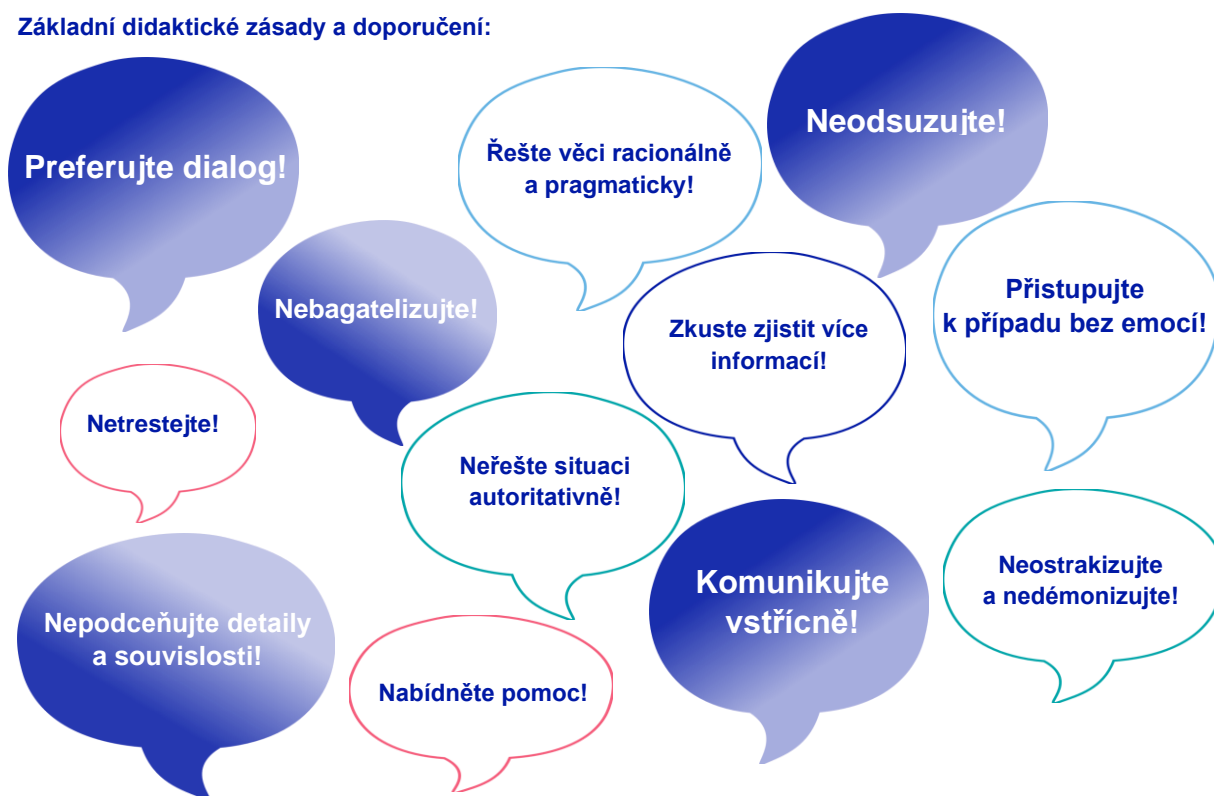 Základní didaktické zásady a doporučení:
Preferujte dialog!
Řešte věci racionálně
a pragmaticky!
Neodsuzujte!
Nebagatelizujte!
Zkuste zjistit více
informací!
Přistupujte
k případu bez emocí!
Netrestejte!
Neřešte situaci
autoritativně!
Komunikujte
vstřícně!
Neostrakizujte
a nedémonizujte!
Nepodceňujte detaily
a souvislosti!
Nabídněte pomoc!